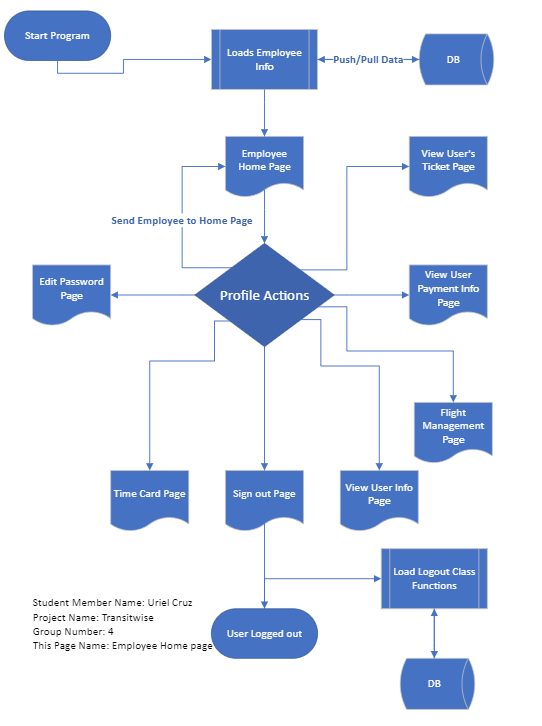 Start Program
Loads Employee
Info
Push/Pull Data
DB
Employee
Home Page
View User's
Ticket Page
Send Employee to Home Page
Edit Password
Page
Profile Actions
View User
Payment Info
Page
Flight
Management
Page
Time Card Page
Sign out Page
View User Info
Page
Load Logout Class
Functions
Student Member Name: Uriel Cruz
Project Name: Transitwise
Group Number: 4
This Page Name: Employee Home page
User Logged out
DB